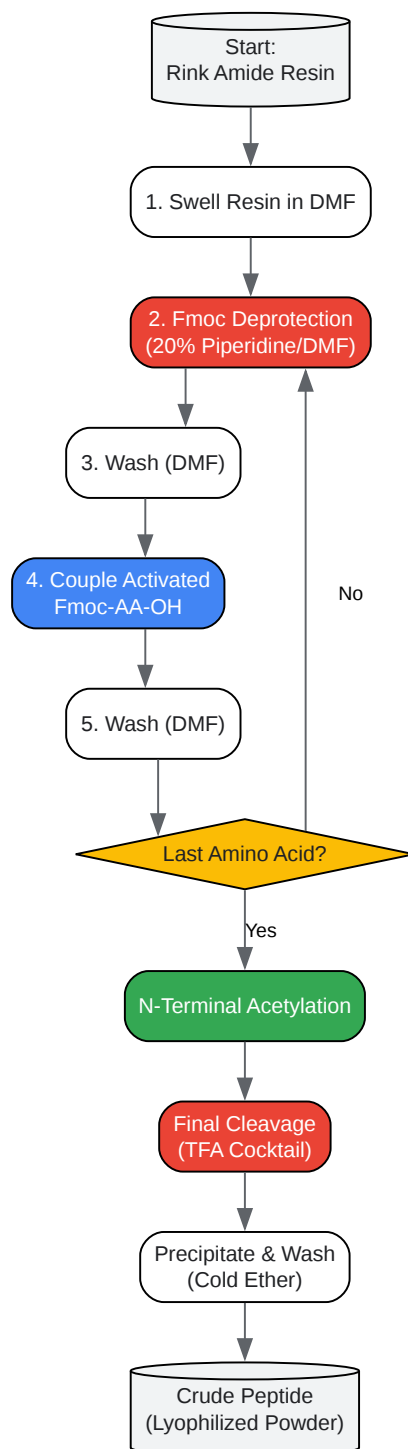 Start:
Rink Amide Resin
1. Swell Resin in DMF
2. Fmoc Deprotection
(20% Piperidine/DMF)
3. Wash (DMF)
4. Couple Activated
Fmoc-AA-OH
No
5. Wash (DMF)
Last Amino Acid?
Yes
N-Terminal Acetylation
Final Cleavage
(TFA Cocktail)
Precipitate & Wash
(Cold Ether)
Crude Peptide
(Lyophilized Powder)